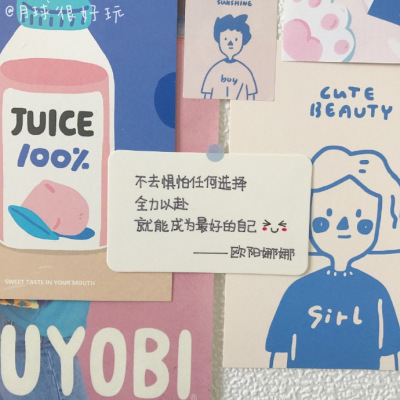 @月球很好玩
SUNSHINE
boy
CUTE
BEAUTY
JUICE
100%
不去惧怕任何选择
全力以赴
就能成为最好的自己
——欧阳娜娜
SWEET TASTE IN YOUR MOUTH
Girl
UYOBI